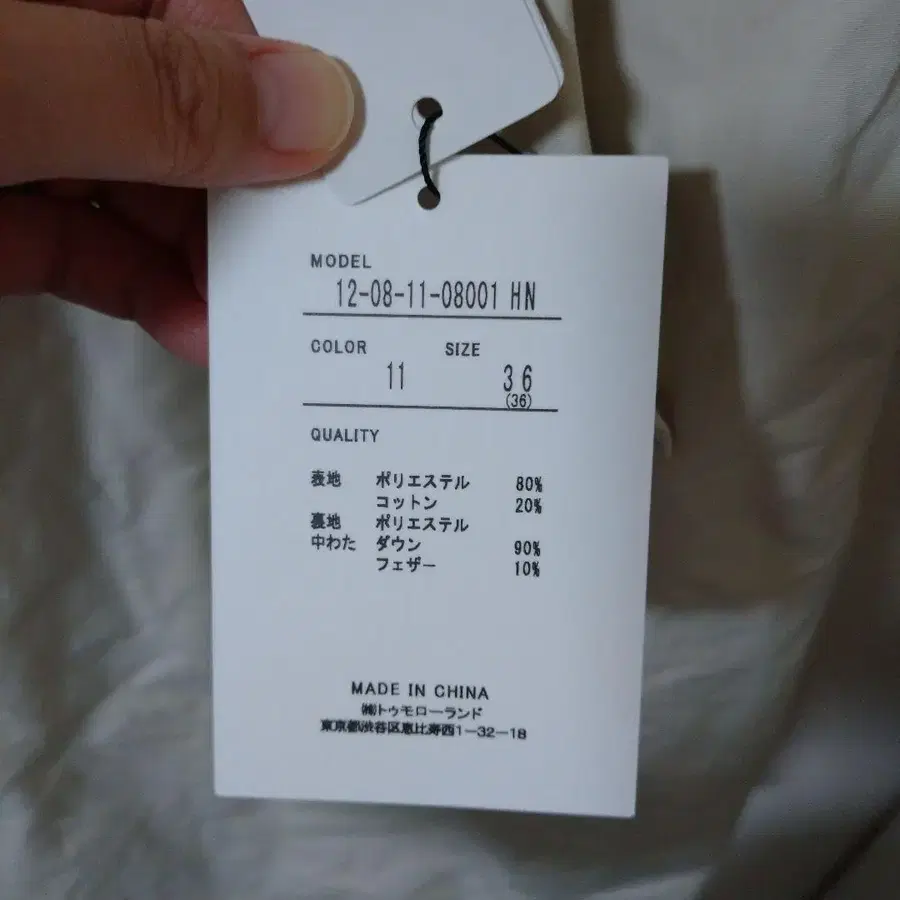 MODEL
12-08-11-08001 HN
COLOR SIZE
11 36
(36)
QUALITY
表地 ポリエステル 80%
コットン 20%
裏地 ポリエステル
中わた ダウン 90%
フェザー 10%
MADE IN CHINA
㈱トゥモローランド
東京都渋谷区恵比寿西1-32-18